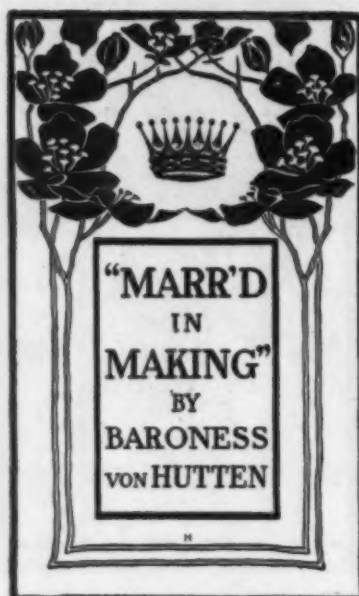 "MARR'D
IN
MAKING"
BY
BARONESS
VON HUTTEN
H